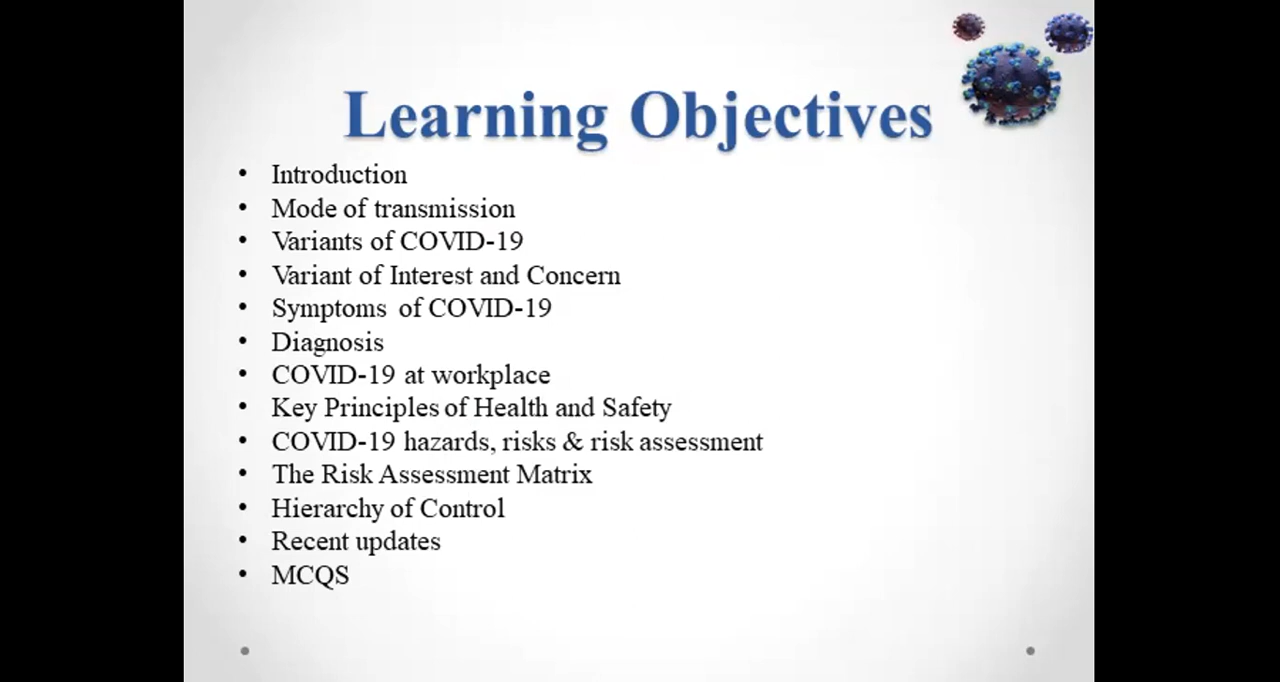 Learning Objectives
• Introduction
• Mode of transmission
• Variants of COVID-19
• Variant of Interest and Concern
• Symptoms of COVID-19
• Diagnosis
• COVID-19 at workplace
• Key Principles of Health and Safety
• COVID-19 hazards, risks & risk assessment
• The Risk Assessment Matrix
• Hierarchy of Control
• Recent updates
• MCQS